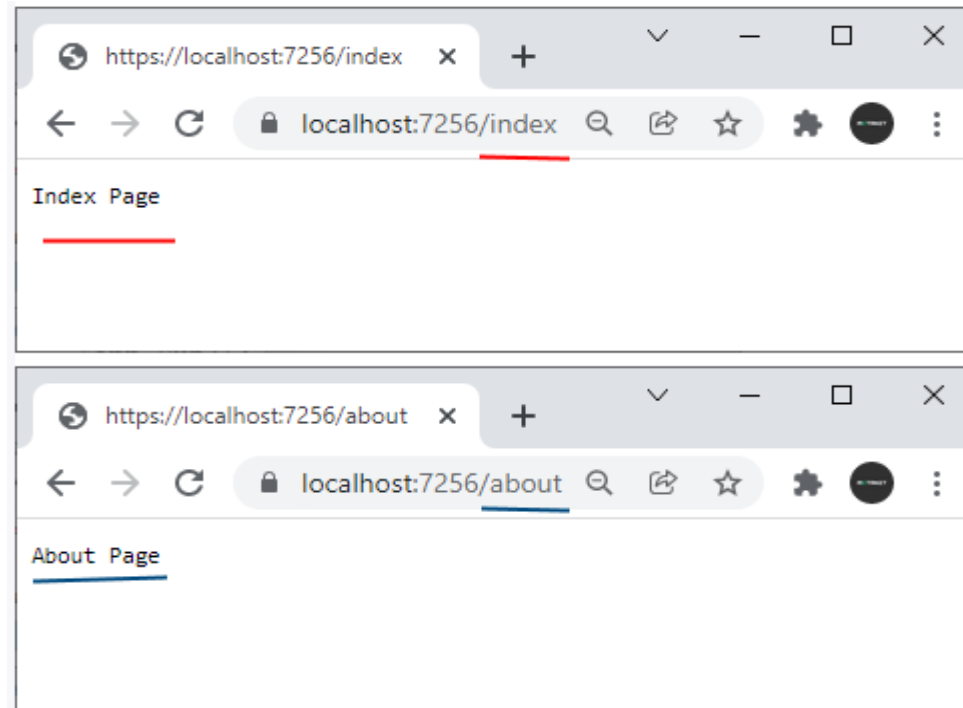 https://localhost:7256/index
localhost:7256/index
Index Page
https://localhost:7256/about
localhost:7256/about
About Page